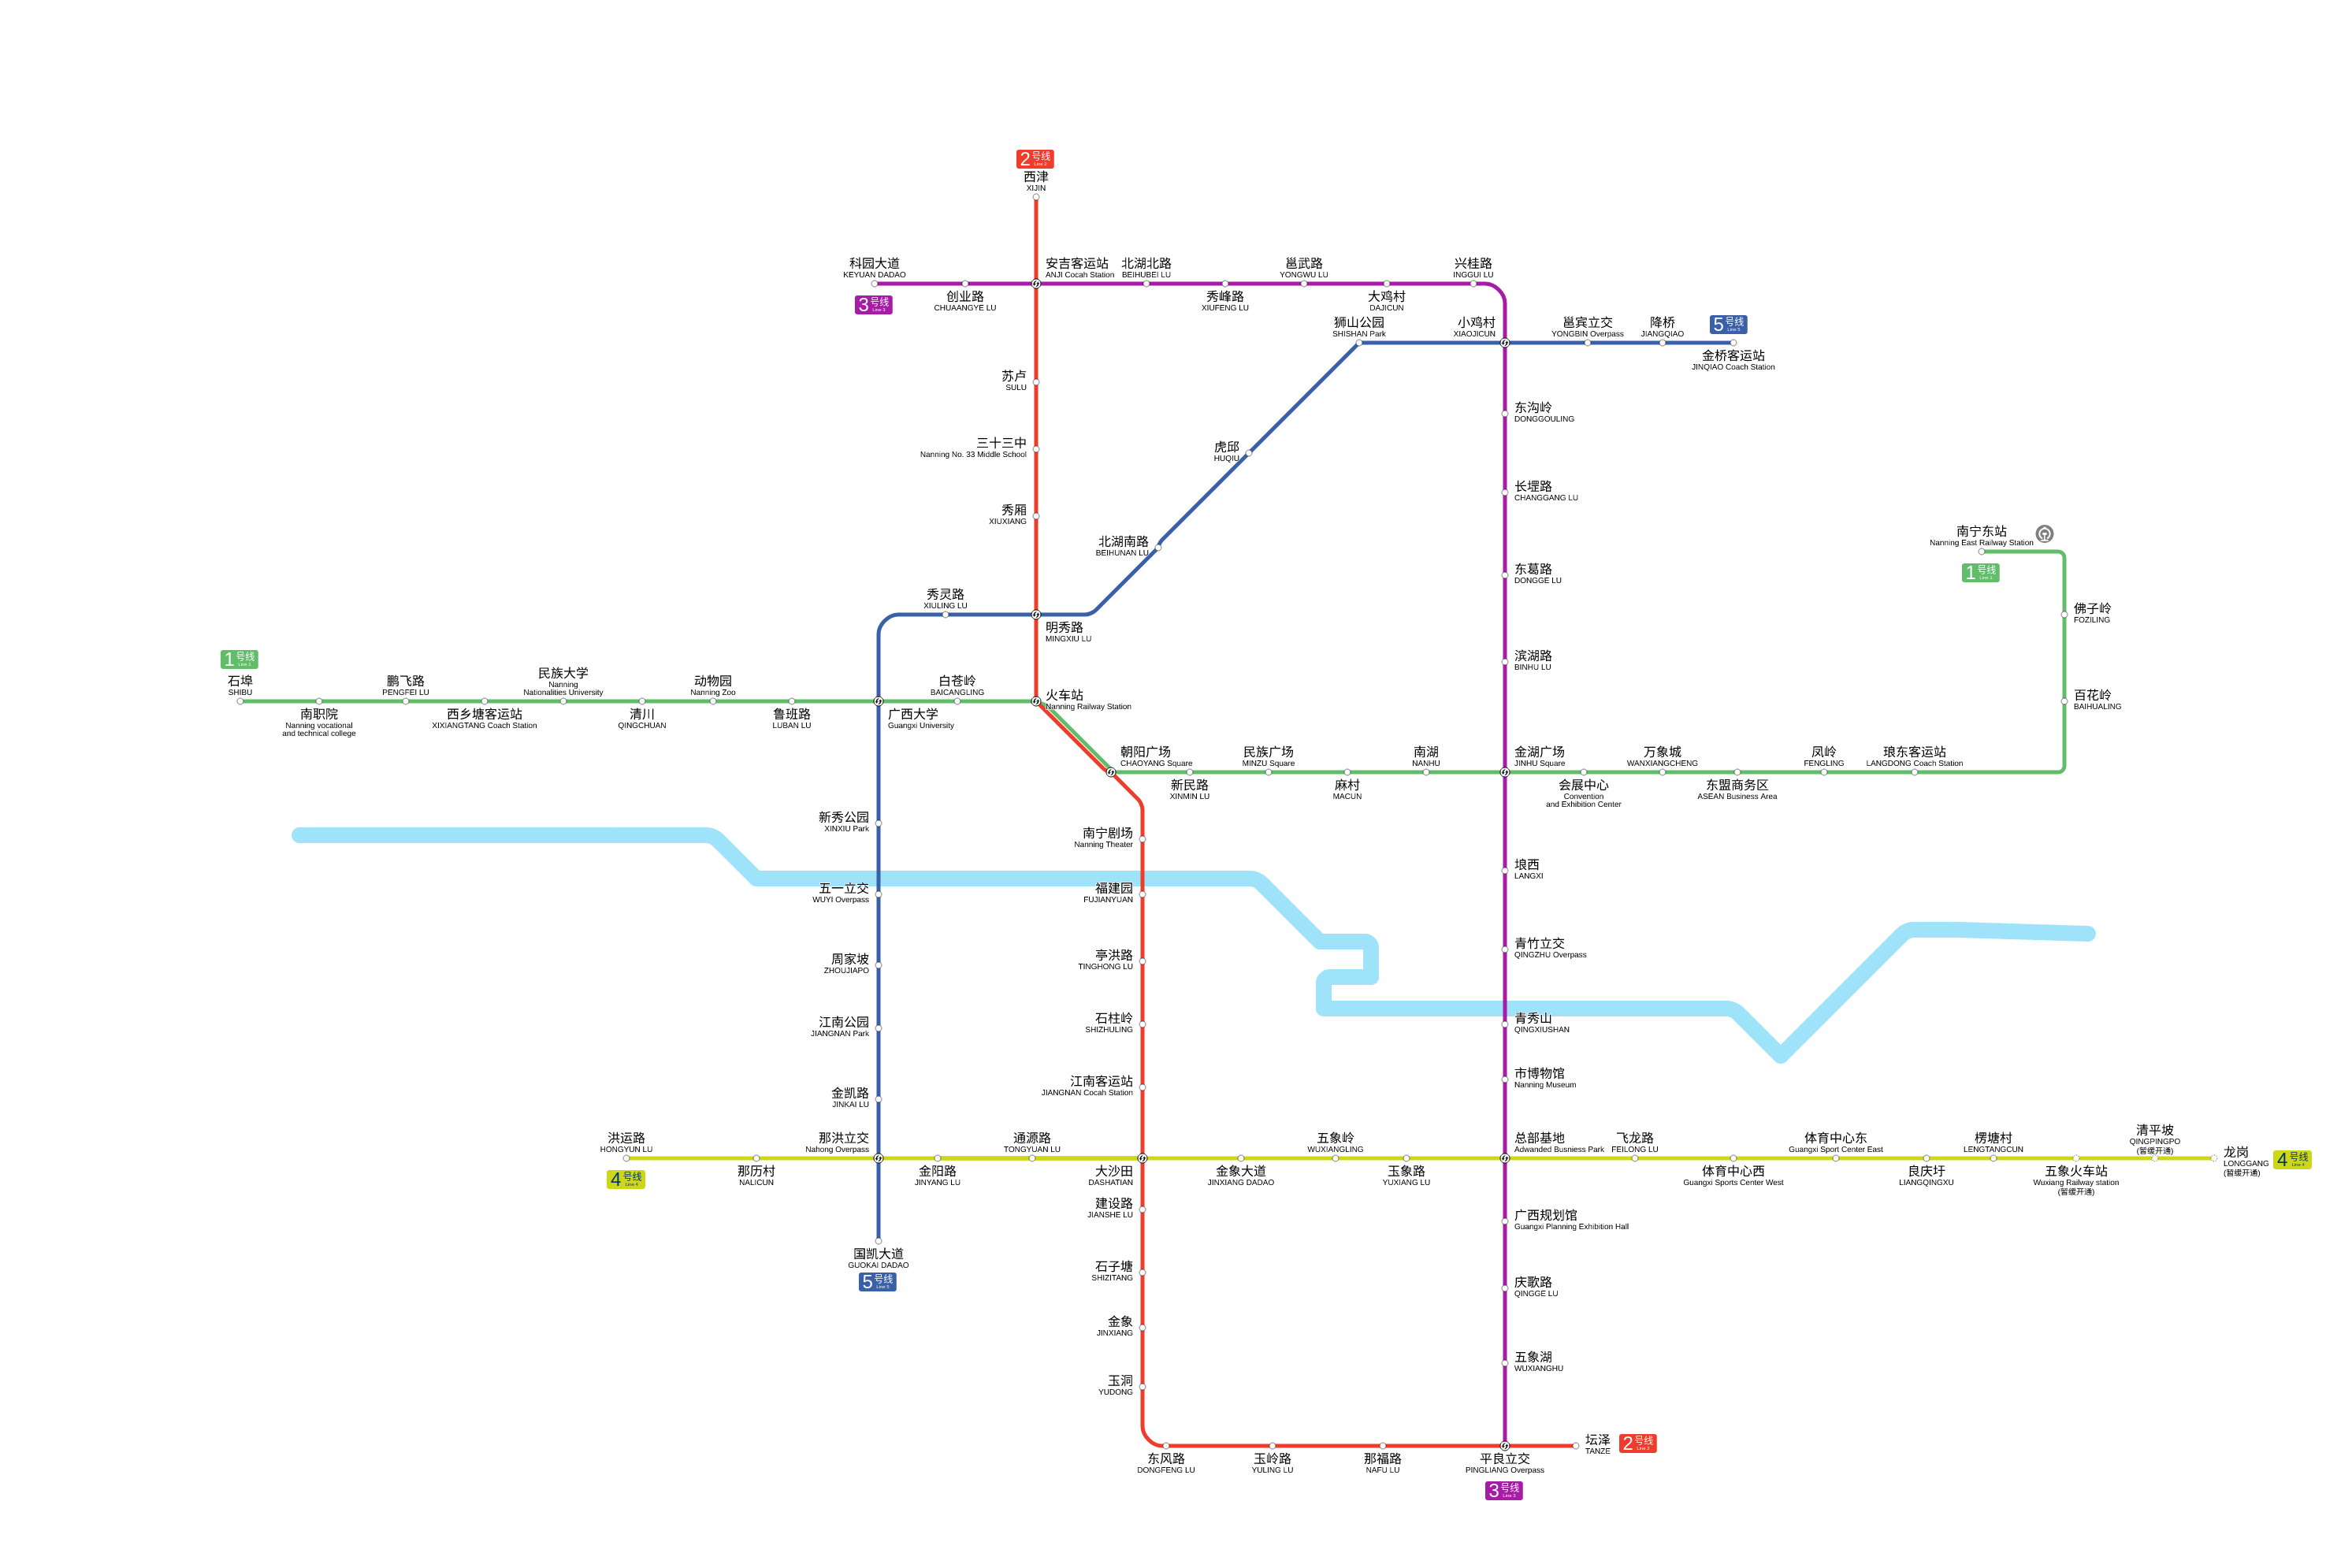 2号线
Line 2
西津
XIJIN
科园大道
KEYUAN DADAO
3号线
Line 3
创业路
CHUAANGYE LU
安吉客运站
ANJI Cocah Station
北湖北路
BEIHUBEI LU
秀峰路
XIUFENG LU
邕武路
YONGWU LU
大鸡村
DAJICUN
兴桂路
INGGUI LU
狮山公园
SHISHAN Park
小鸡村
XIAOJICUN
邕宾立交
YONGBIN Overpass
降桥
JIANGQIAO
5号线
Line 5
金桥客运站
JINQIAO Coach Station
苏卢
SULU
三十三中
Nanning No. 33 Middle School
秀厢
XIUXIANG
虎邱
HUQIU
北湖南路
BEIHUNAN LU
东沟岭
DONGGOULING
长堽路
CHANGGANG LU
东葛路
DONGGE LU
滨湖路
BINHU LU
南宁东站
Nanning East Railway Station
1号线
Line 1
佛子岭
FOZILING
百花岭
BAIHUALING
秀灵路
XIULING LU
明秀路
MINGXIU LU
1号线
Line 1
石埠
SHIBU
南职院
Nanning vocational
and technical college
鹏飞路
PENGFEI LU
西乡塘客运站
XIXIANGTANG Coach Station
民族大学
Nanning
Nationalities University
清川
QINGCHUAN
动物园
Nanning Zoo
鲁班路
LUBAN LU
广西大学
Guangxi University
白苍岭
BAICANGLING
火车站
Nanning Railway Station
朝阳广场
CHAOYANG Square
新民路
XINMIN LU
民族广场
MINZU Square
麻村
MACUN
南湖
NANHU
金湖广场
JINHU Square
会展中心
Convention
and Exhibition Center
万象城
WANXIANGCHENG
东盟商务区
ASEAN Business Area
凤岭
FENGLING
琅东客运站
LANGDONG Coach Station
新秀公园
XINXIU Park
五一立交
WUYI Overpass
周家坡
ZHOUJIAPO
江南公园
JIANGNAN Park
金凯路
JINKAI LU
南宁剧场
Nanning Theater
福建园
FUJIANYUAN
亭洪路
TINGHONG LU
石柱岭
SHIZHULING
江南客运站
JIANGNAN Cocah Station
埌西
LANGXI
青竹立交
QINGZHU Overpass
青秀山
QINGXIUSHAN
市博物馆
Nanning Museum
洪运路
HONGYUN LU
4号线
Line 4
那历村
NALICUN
那洪立交
Nahong Overpass
金阳路
JINYANG LU
通源路
TONGYUAN LU
大沙田
DASHATIAN
金象大道
JINXIANG DADAO
五象岭
WUXIANGLING
玉象路
YUXIANG LU
总部基地
Adwanded Busniess Park
飞龙路
FEILONG LU
体育中心西
Guangxi Sports Center West
体育中心东
Guangxi Sport Center East
良庆圩
LIANGQINGXU
楞塘村
LENGTANGCUN
五象火车站
Wuxiang Railway station
(暂缓开通)
清平坡
QINGPINGPO
(暂缓开通)
龙岗
LONGGANG
(暂缓开通)
4号线
Line 4
国凯大道
GUOKAI DADAO
5号线
Line 5
建设路
JIANSHE LU
石子塘
SHIZITANG
金象
JINXIANG
玉洞
YUDONG
广西规划馆
Guangxi Planning Exhibition Hall
庆歌路
QINGGE LU
五象湖
WUXIANGHU
东风路
DONGFENG LU
玉岭路
YULING LU
那福路
NAFU LU
平良立交
PINGLIANG Overpass
3号线
Line 3
坛泽
TANZE
2号线
Line 2